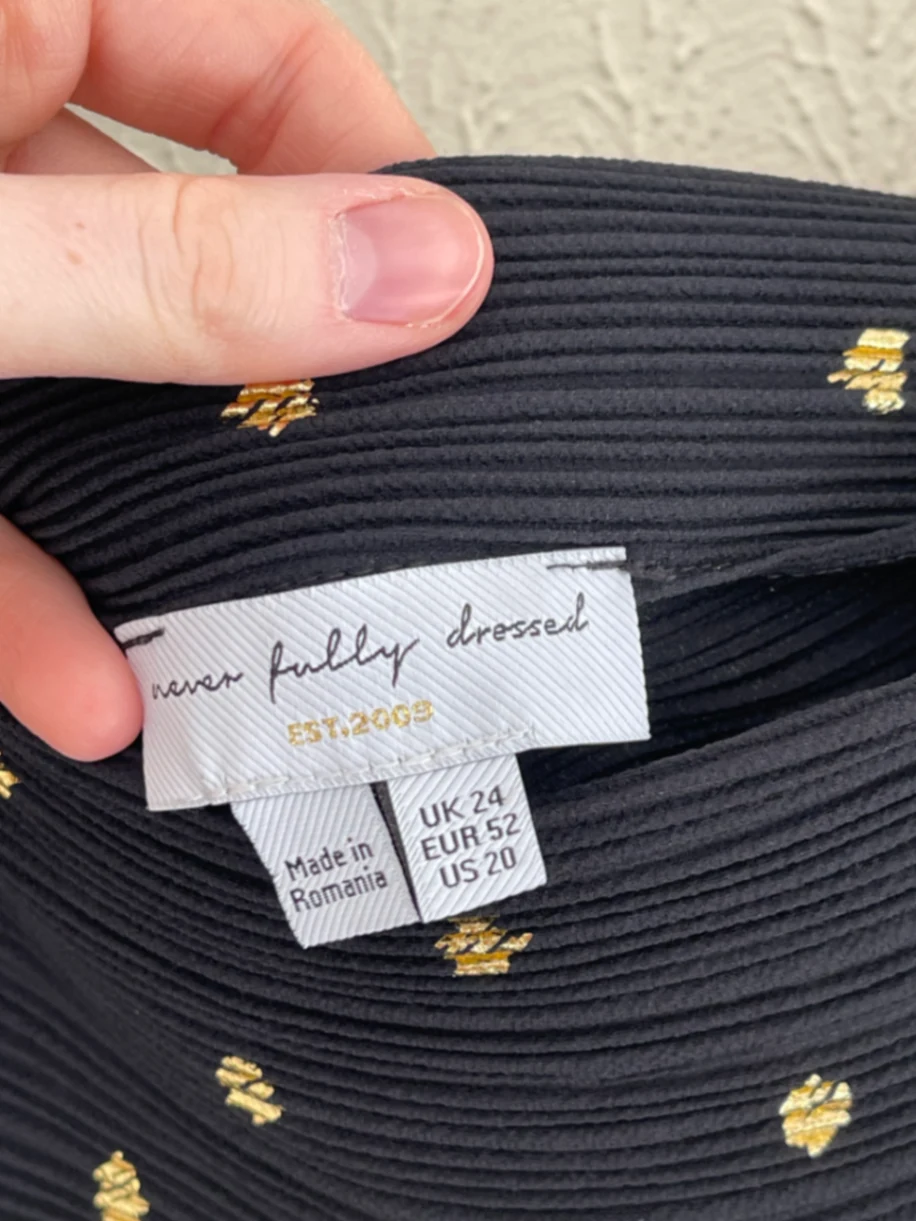 never fully dressed
EST.2009
Made in
Romania
UK 24
EUR 52
US 20